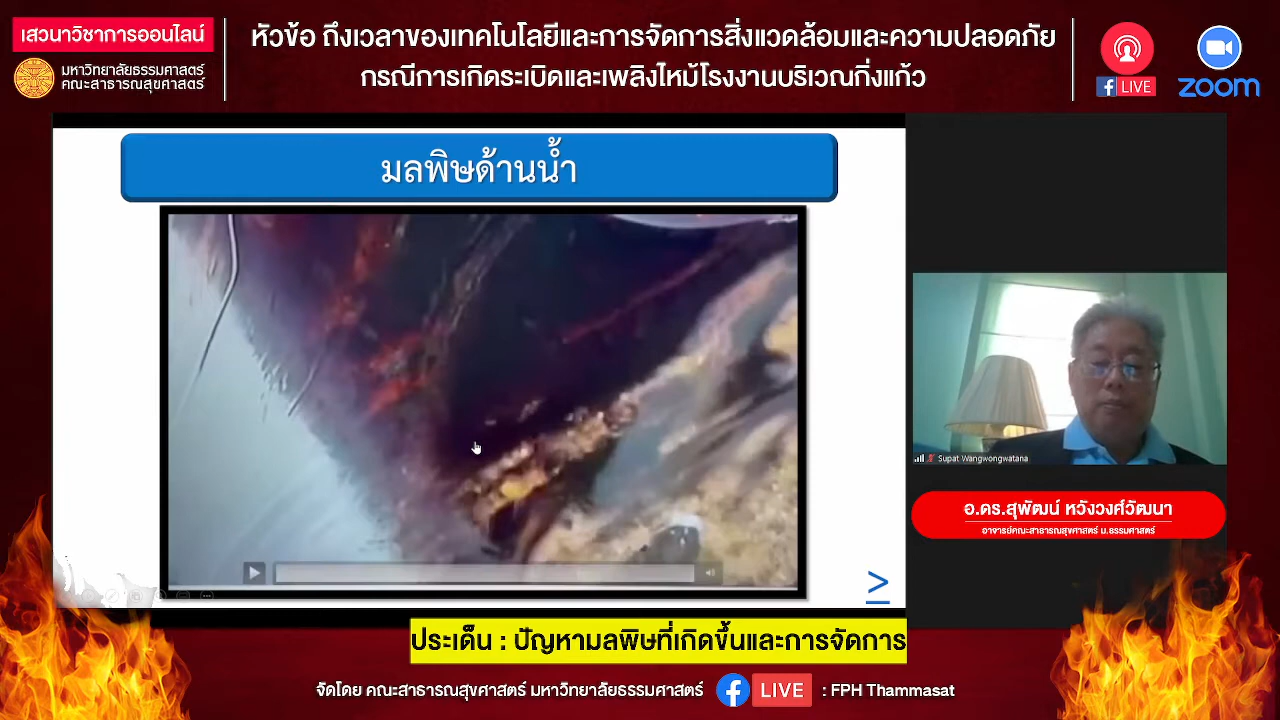 เสวนาวิชาการออนไลน์
มหาวิทยาลัยธรรมศาสตร์
คณะสาธารณสุขศาสตร์
หัวข้อ ถึงเวลาของเทคโนโลยีและการจัดการสิ่งแวดล้อมและความปลอดภัย
กรณีการเกิดระเบิดและเพลิงไหม้โรงงานบริเวณกิ่งแก้ว
LIVE
zoom
มลพิษด้านน้ำ
>
Supat Wangwongwatana
อ.ดร.สุพัฒน์ หวังวงศ์วัฒนา
อาจารย์คณะสาธารณสุขศาสตร์ ม.ธรรมศาสตร์
ประเด็น : ปัญหามลพิษที่เกิดขึ้นและการจัดการ
จัดโดย คณะสาธารณสุขศาสตร์ มหาวิทยาลัยธรรมศาสตร์ LIVE : FPH Thammasat